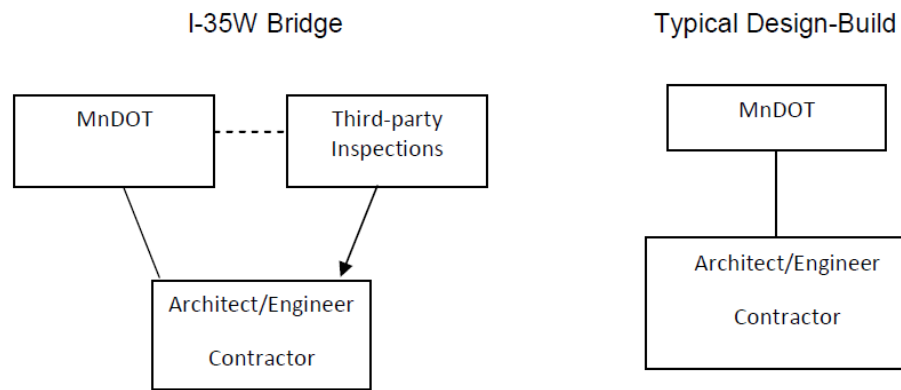 I-35W Bridge
Typical Design-Build
MnDOT
Third-party
Inspections
Architect/Engineer
Contractor
MnDOT
Architect/Engineer
Contractor